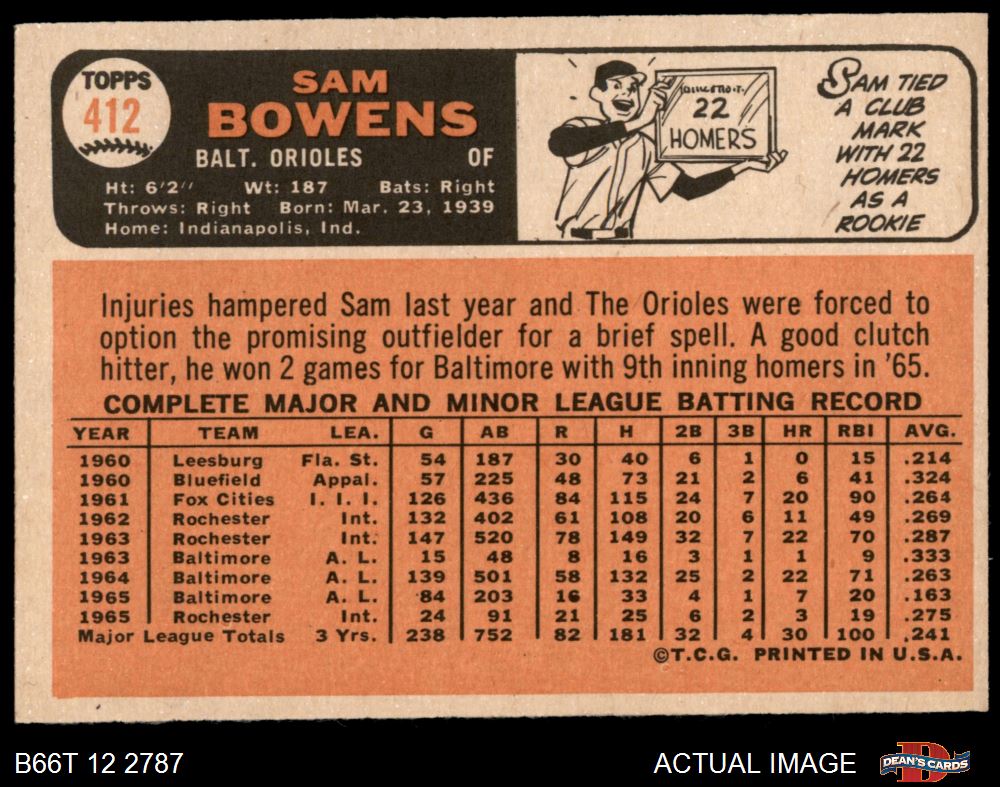 TOPPS
412
SAM
BOWENS
BALT. ORIOLES OF
Ht: 6'2" Wt: 187 Bats: Right
Throws: Right Born: Mar. 23, 1939
Home: Indianapolis, Ind.
22
HOMERS
SAM TIED
A CLUB
MARK
WITH 22
HOMERS
AS A
ROOKIE
Injuries hampered Sam last year and The Orioles were forced to
option the promising outfielder for a brief spell. A good clutch
hitter, he won 2 games for Baltimore with 9th inning homers in '65.
COMPLETE MAJOR AND MINOR LEAGUE BATTING RECORD
YEAR TEAM LEA. G AB R H 2B 3B HR RBI AVG.
1960 Leesburg Fla. St. 54 187 30 40 6 1 0 15 .214
1960 Bluefield Appal. 57 225 48 73 21 2 6 41 .324
1961 Fox Cities I. I. I. 126 436 84 115 24 7 20 90 .264
1962 Rochester Int. 132 402 61 108 20 6 11 49 .269
1963 Rochester Int. 147 520 78 149 32 7 22 70 .287
1963 Baltimore A. L. 15 48 8 16 3 1 1 9 .333
1964 Baltimore A. L. 139 501 58 132 25 2 22 71 .263
1965 Baltimore A. L. 84 203 16 33 4 1 7 20 .163
1965 Rochester Int. 24 91 21 25 6 2 3 19 .275
Major League Totals 3 Yrs. 238 752 82 181 32 4 30 100 .241
©T.C.G. PRINTED IN U.S.A.
B66T 12 2787 ACTUAL IMAGE
DEAN'S CARDS